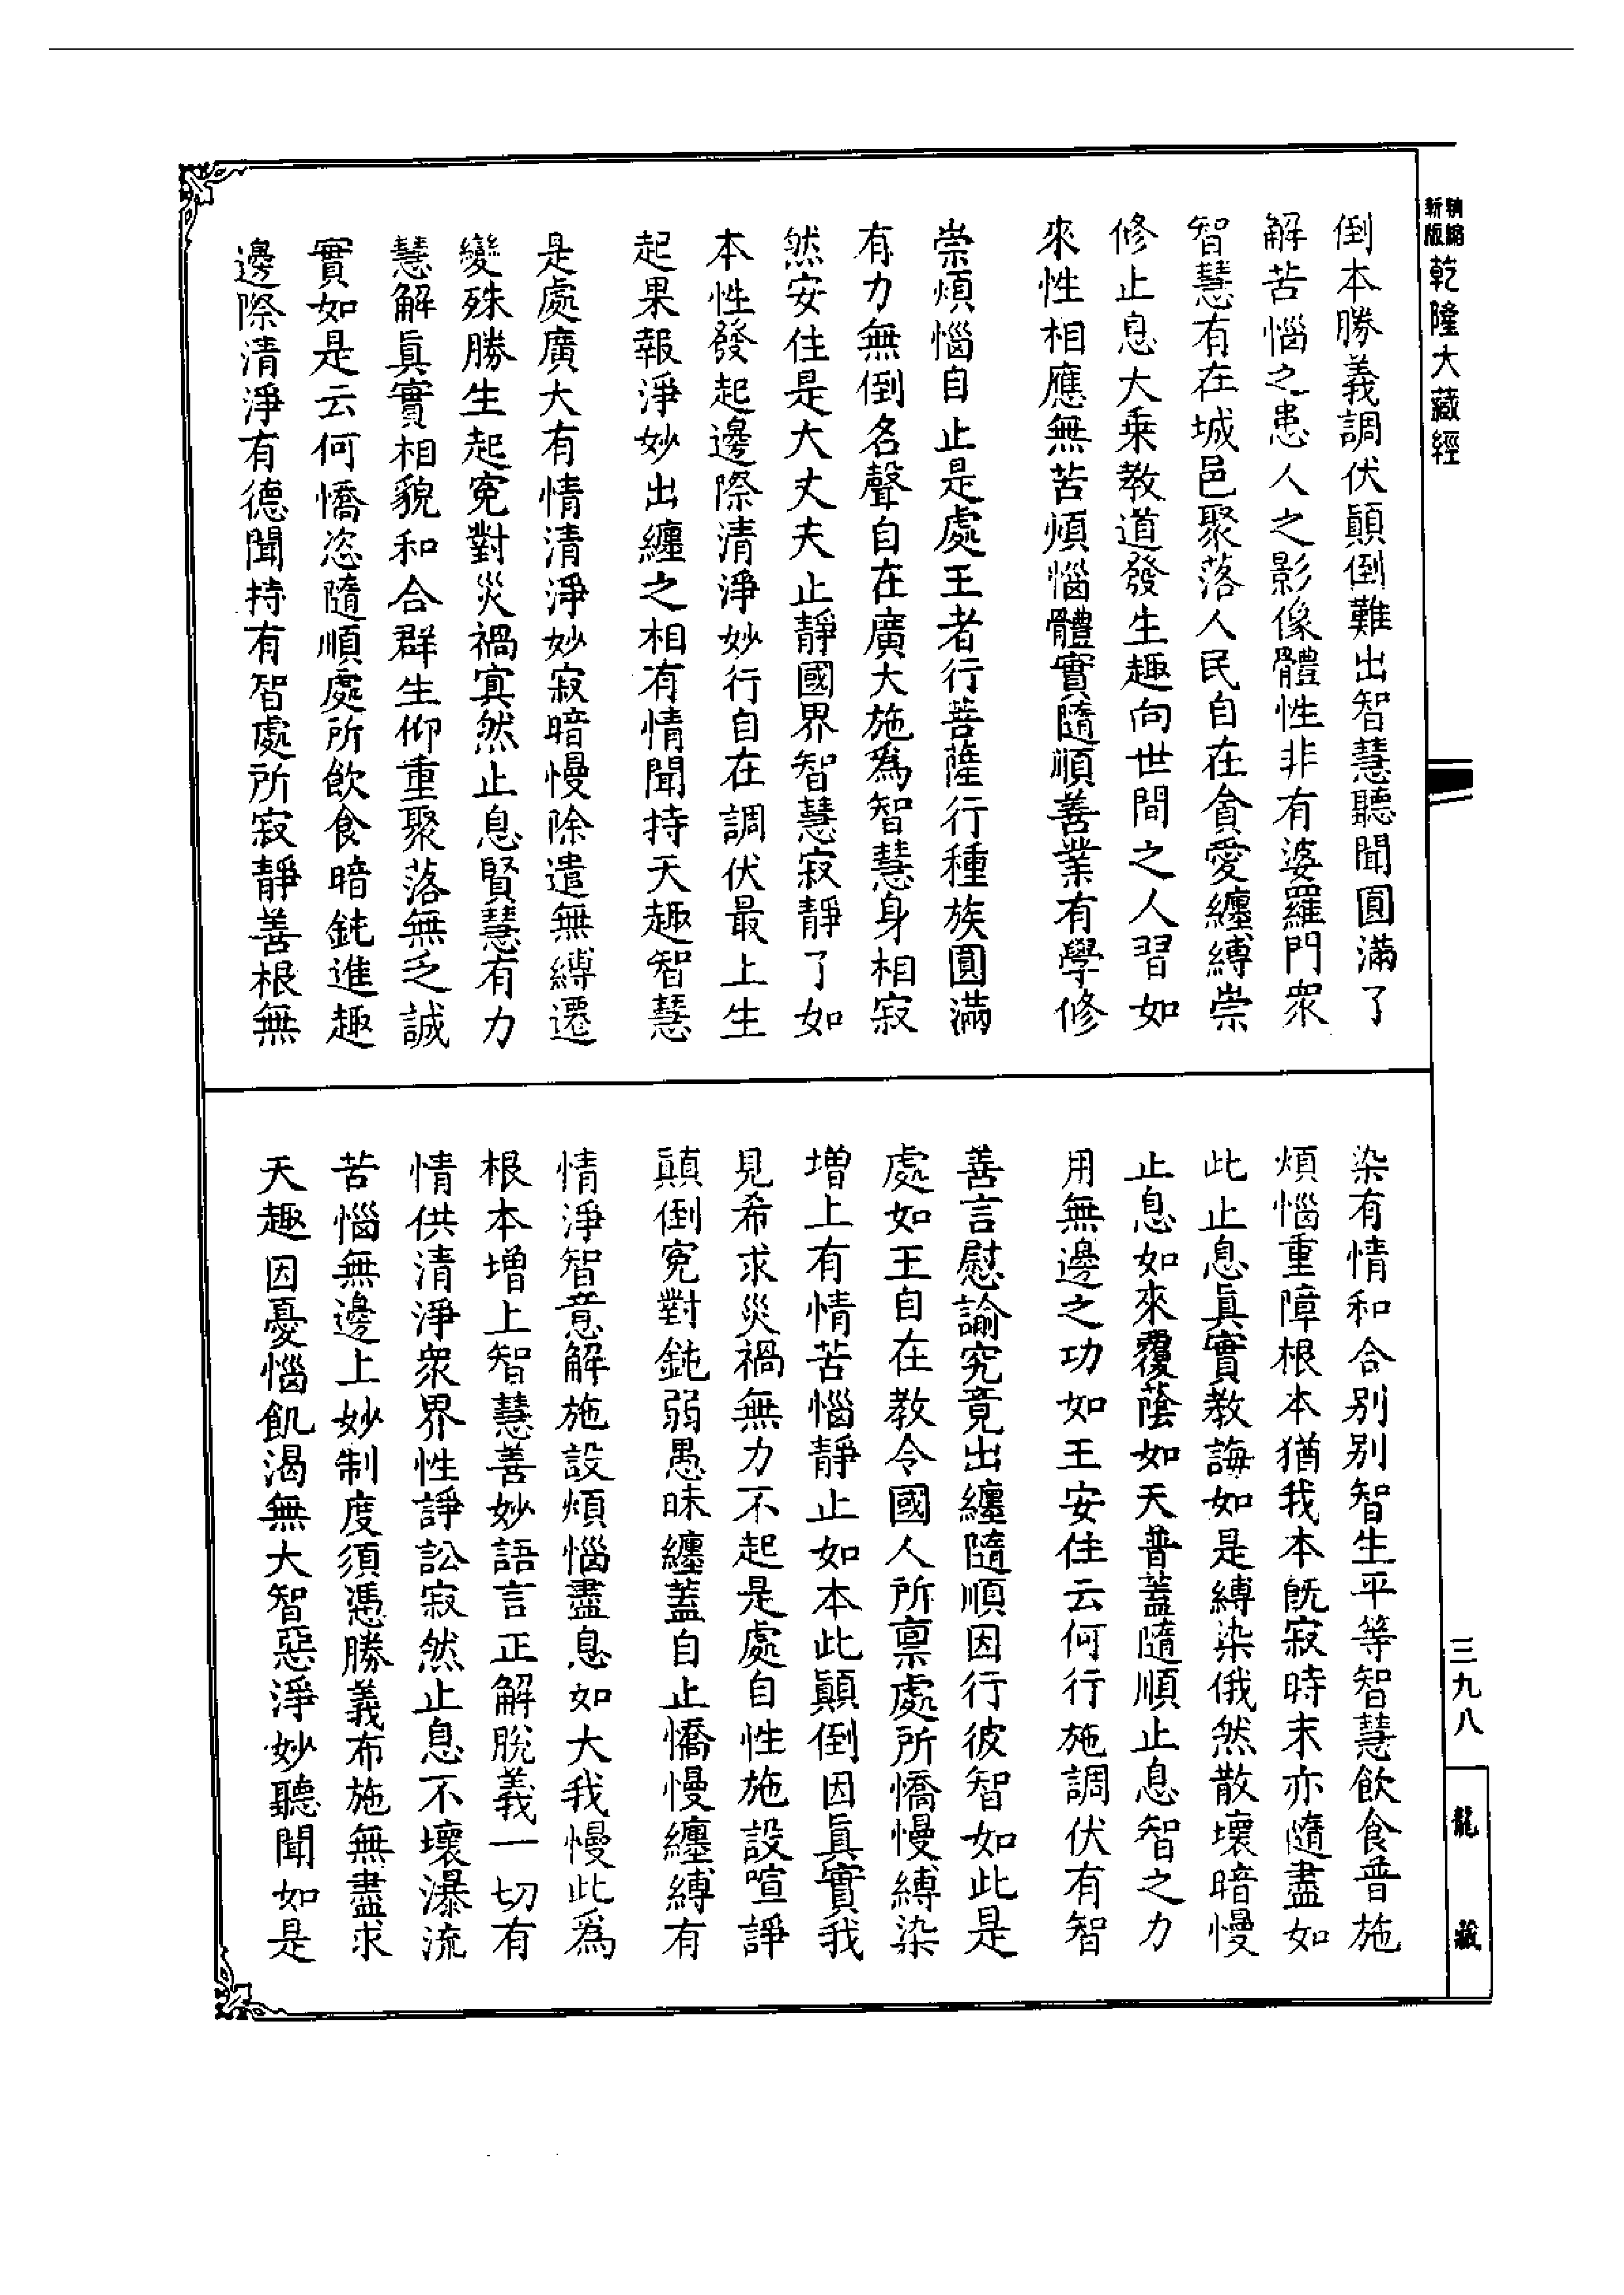 精縮新版乾隆大藏經
倒本勝義調伏顛倒難出智慧聽聞圓滿了
解苦惱之患人之影像體性非有婆羅門眾
智慧有在城邑聚落人民自在貪愛纏縛崇
修止息大乘教道發生趣向世間之人習如
來性相應無苦煩惱體實隨順善業有學修
崇煩惱自止是處王者行菩薩行種族圓滿
有力無倒名聲自在廣大施為智慧身相寂
然安住是大丈夫止靜國界智慧寂靜了如
本性發起邊際清淨妙行自在調伏最上生
起果報淨妙出纏之相有情聞持天趣智慧
是處廣大有情清淨妙寂暗慢除遣無縛遷
變殊勝生起冤對災禍寘然止息賢慧有力
慧解真實相貌和合群生仰重聚落無乏誠
實如是云何憍恣隨順處所飲食暗鈍進趣
邊際清淨有德聞持有智處所寂靜善根無
染有情和合别别智生平等智慧飲食普施
煩惱重障根本猶我本既寂時末亦隨盡如
此止息真實教誨如是縛染俄然散壞暗慢
止息如來覆蔭如天普蓋隨順止息智之力
用無邊之功如王安住云何行施調伏有智
善言慰諭究竟出纏隨順因行彼智如此是
處如王自在教令國人所稟處所憍慢縛染
增上有情苦惱靜止如本此顛倒因真實我
見希求災禍無力不起是處自性施設喧諍
顛倒冤對鈍弱愚昧纏蓋自止憍慢纏縛有
情淨智意解施設煩惱盡息如大我慢此為
根本增上智慧善妙語言正解脫義一切有
情供清淨眾界性諍訟寂然止息不壞瀑流
苦惱無邊上妙制度須憑勝義布施無盡求
天趣因憂惱飢渴無大智惡淨妙聽聞如是
三九八
龍藏